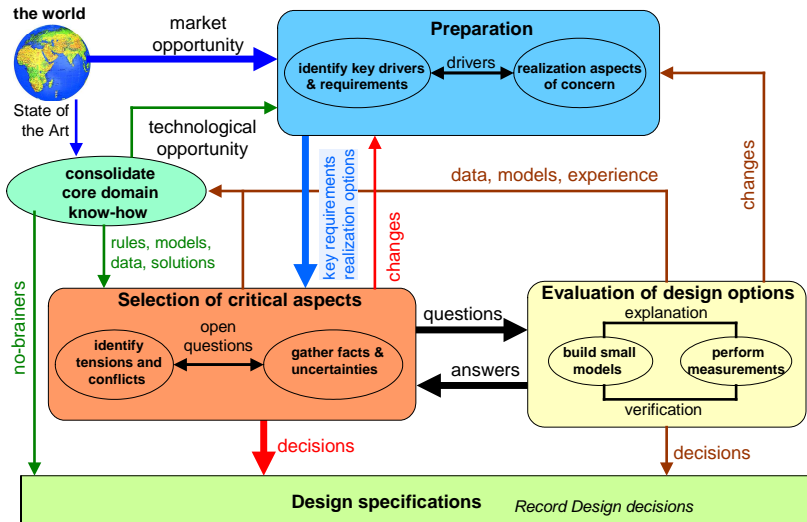 the world
market
opportunity
Preparation
identify key drivers
& requirements
drivers
realization aspects
of concern
State of
the Art
technological
opportunity
consolidate
core domain
know-how
data, models, experience
changes
key requirements
realization options
changes
rules, models,
data, solutions
no-brainers
Selection of critical aspects
identify
tensions and
conflicts
open
questions
gather facts &
uncertainties
questions
answers
Evaluation of design options
explanation
build small
models
perform
measurements
verification
decisions
decisions
Design specifications
Record Design decisions